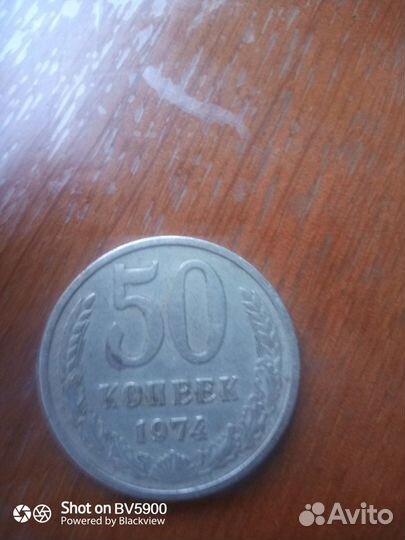 50
КОПЕЕК
1974
Shot on BV5900
Powered by Blackview
Avito